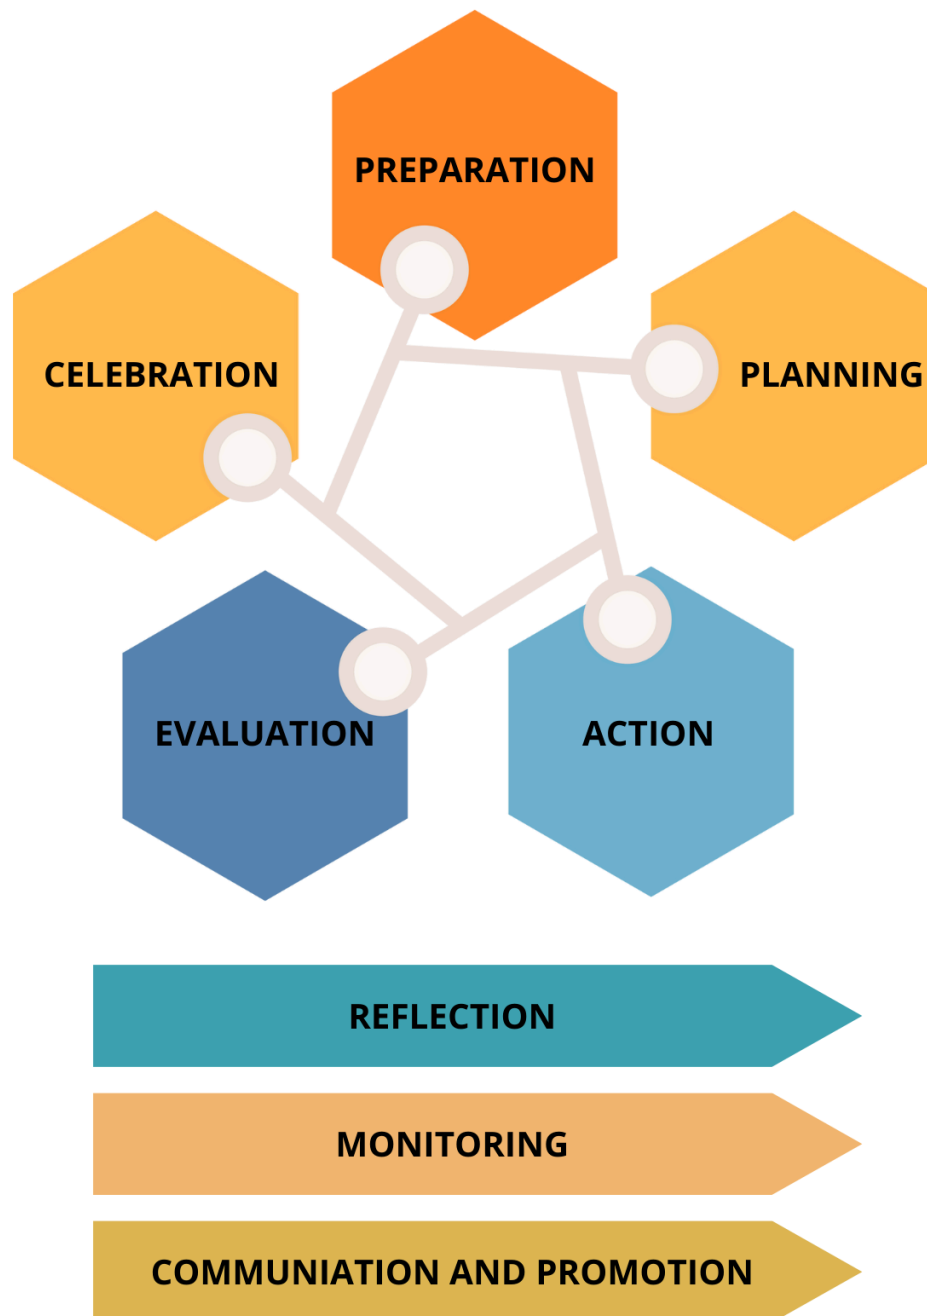 PREPARATION
CELEBRATION
PLANNING
EVALUATION
ACTION
REFLECTION
MONITORING
COMMUNIATION AND PROMOTION